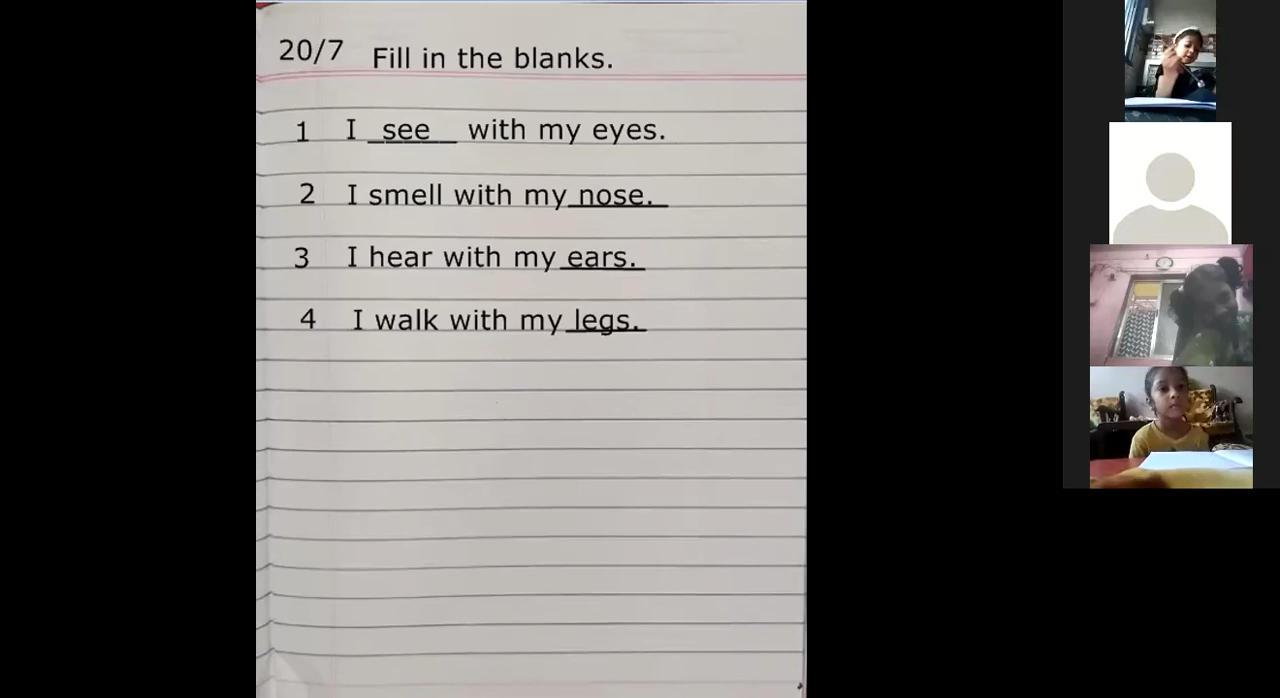 20/7 Fill in the blanks.
1 I see with my eyes.
2 I smell with my nose.
3 I hear with my ears.
4 I walk with my legs.